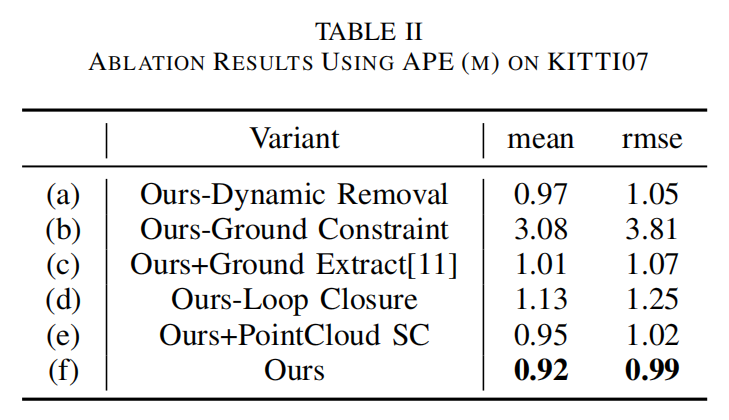 TABLE II
ABLATION RESULTS USING APE (M) ON KITTI07
Variant mean rmse
(a) Ours-Dynamic Removal 0.97 1.05
(b) Ours-Ground Constraint 3.08 3.81
(c) Ours+Ground Extract[11] 1.01 1.07
(d) Ours-Loop Closure 1.13 1.25
(e) Ours+PointCloud SC 0.95 1.02
(f) Ours 0.92 0.99